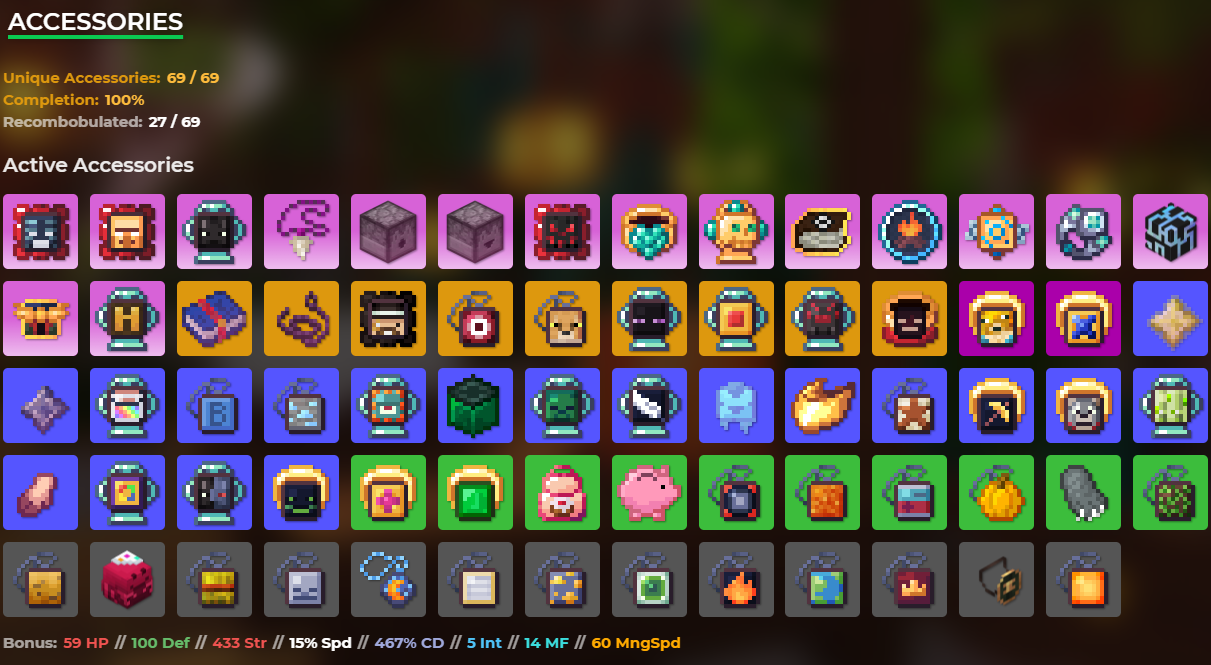 ACCESSORIES
Unique Accessories: 69 / 69
Completion: 100%
Recombobulated: 27 / 69
Active Accessories
H
B
Bonus: 59 HP // 100 Def // 433 Str // 15% Spd // 467% CD // 5 Int // 14 MF // 60 MngSpd